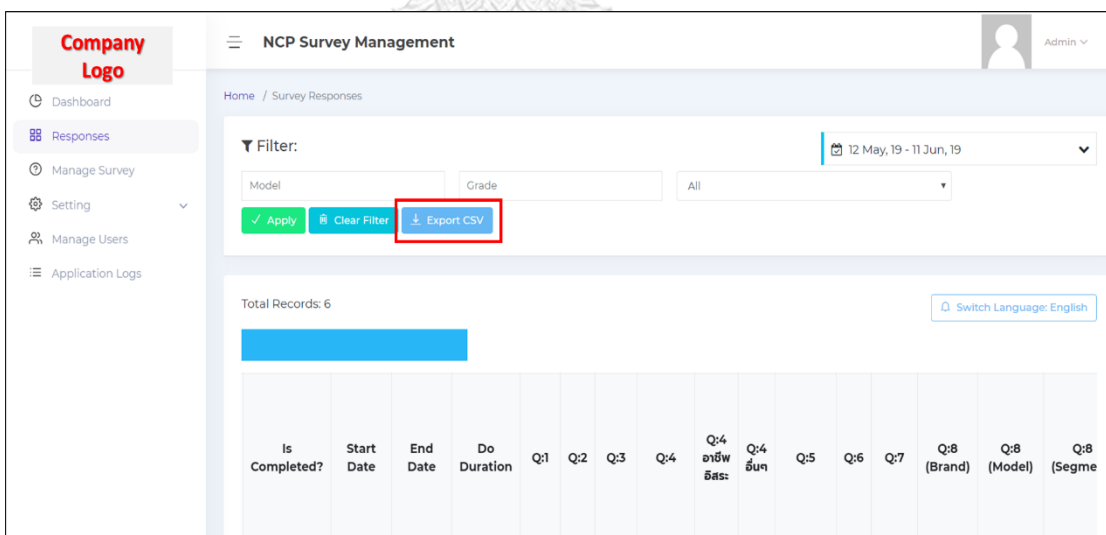 Company
Logo
NCP Survey Management
Admin
Dashboard
Responses
Manage Survey
Setting
Manage Users
Application Logs
Home / Survey Responses
Filter:
12 May, 19 - 11 Jun, 19
Model
Grade
All
Apply
Clear Filter
Export CSV
Total Records: 6
Switch Language: English
Is Completed?
Start Date
End Date
Do Duration
Q:1
Q:2
Q:3
Q:4
Q:4 อาชีพอิสระ
Q:4 อื่นๆ
Q:5
Q:6
Q:7
Q:8 (Brand)
Q:8 (Model)
Q:8 (Segme